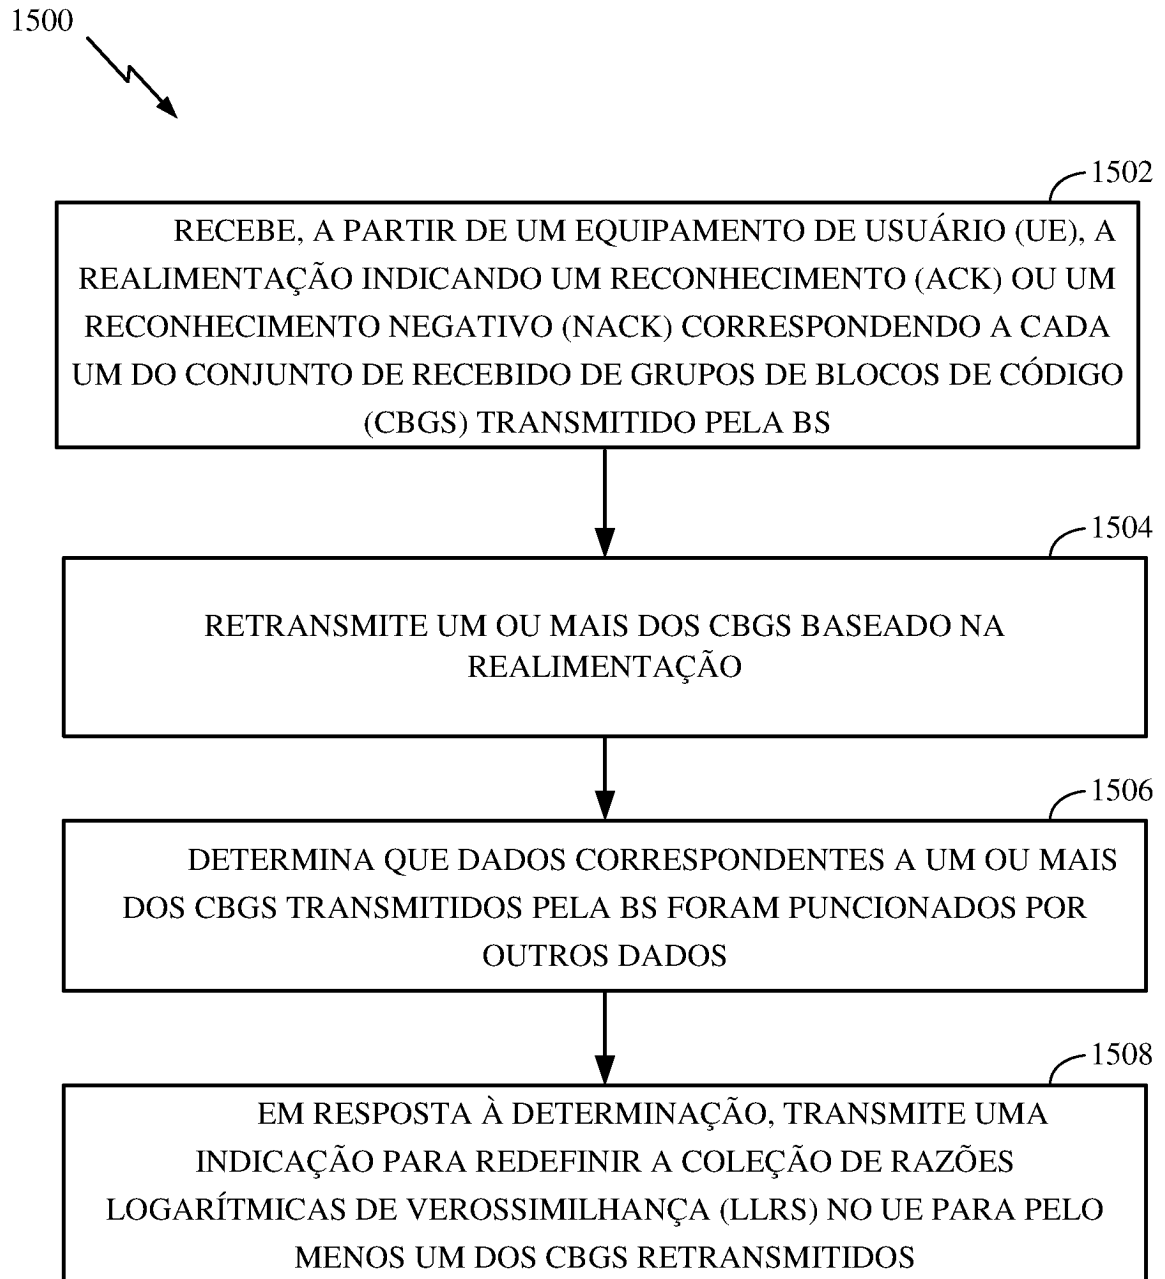 1500
1502
RECEBE, A PARTIR DE UM EQUIPAMENTO DE USUÁRIO (UE), A
REALIMENTAÇÃO INDICANDO UM RECONHECIMENTO (ACK) OU UM
RECONHECIMENTO NEGATIVO (NACK) CORRESPONDENDO A CADA
UM DO CONJUNTO DE RECEBIDO DE GRUPOS DE BLOCOS DE CÓDIGO
(CBGS) TRANSMITIDO PELA BS
1504
RETRANSMITE UM OU MAIS DOS CBGS BASEADO NA
REALIMENTAÇÃO
1506
DETERMINA QUE DADOS CORRESPONDENTES A UM OU MAIS
DOS CBGS TRANSMITIDOS PELA BS FORAM PUNCIONADOS POR
OUTROS DADOS
1508
EM RESPOSTA À DETERMINAÇÃO, TRANSMITE UMA
INDICAÇÃO PARA REDEFINIR A COLEÇÃO DE RAZÕES
LOGARÍTMICAS DE VEROSSIMILHANÇA (LLRS) NO UE PARA PELO
MENOS UM DOS CBGS RETRANSMITIDOS